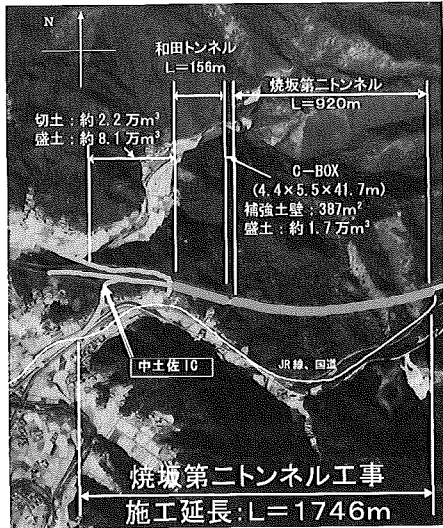 N
和田トンネル
L=156m
焼坂第二トンネル
L=920m
切土:約2.2万m³
盛土:約8.1万m³
C-BOX
(4.4×5.5×41.7m)
補強土壁:387m²
盛土:約1.7万m³
中土佐IC
JR線、国道
焼坂第二トンネル工事
施工延長:L=1746m